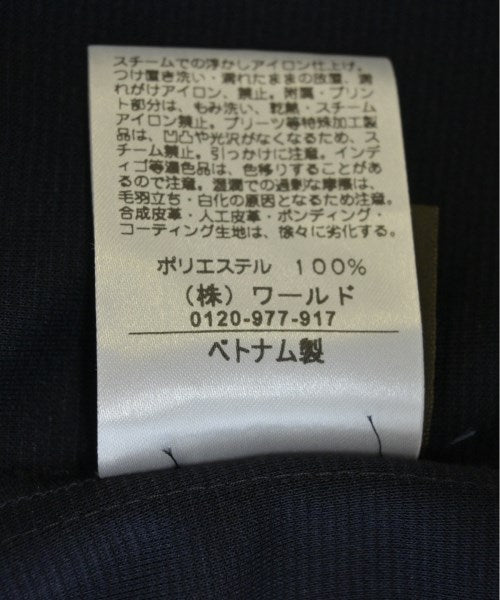 スチームでの浮かしアイロン仕上げ。
つけ置き洗い・濡れたままの放置、濡
れがけアイロン、禁止。附属・プリン
ト部分は、もみ洗い、乾熱・スチーム
アイロン禁止。プリーツ等特殊加工製
品は、凹凸や光沢がなくなるため、ス
チーム禁止。引っかけに注意。インデ
ィゴ等濃色品は、色移りすることがあ
るので注意。湿潤での過剰な摩擦は、
毛羽立ち・白化の原因となるため注意。
合成皮革・人工皮革・ボンディング・
コーティング生地は、徐々に劣化する。
ポリエステル 100%
(株) ワールド
0120-977-917
ベトナム製